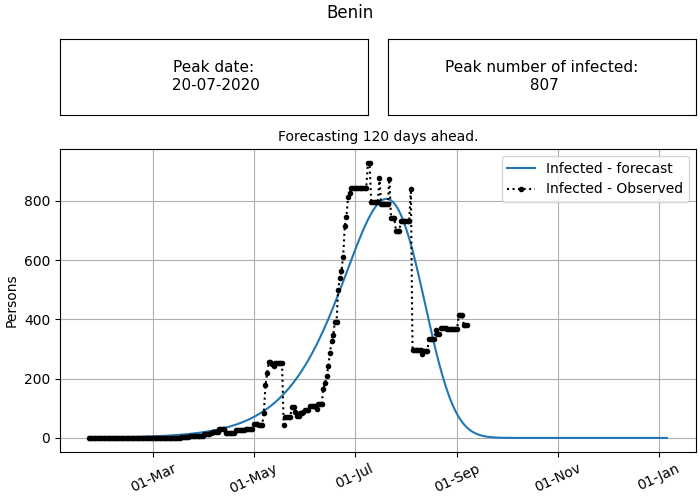 Benin
Peak date:
20-07-2020
Peak number of infected:
807
Forecasting 120 days ahead.
Infected - forecast
Infected - Observed
Persons
800
600
400
200
0
01-Mar
01-May
01-Jul
01-Sep
01-Nov
01-Jan